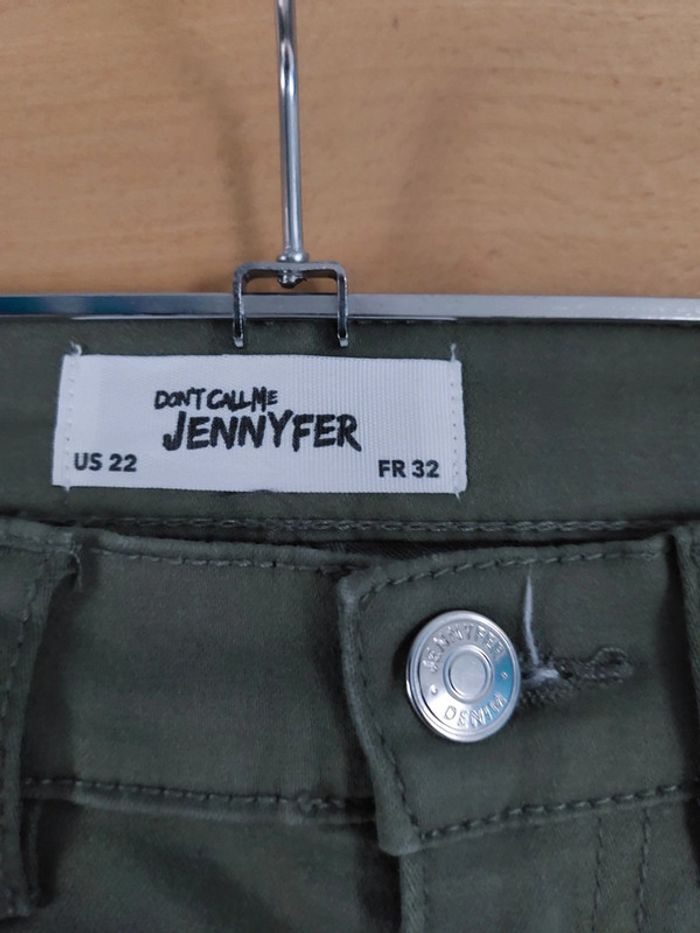 DON'T CALL ME
JENNYFER
US 22
FR 32
JENNYFER
DENIM